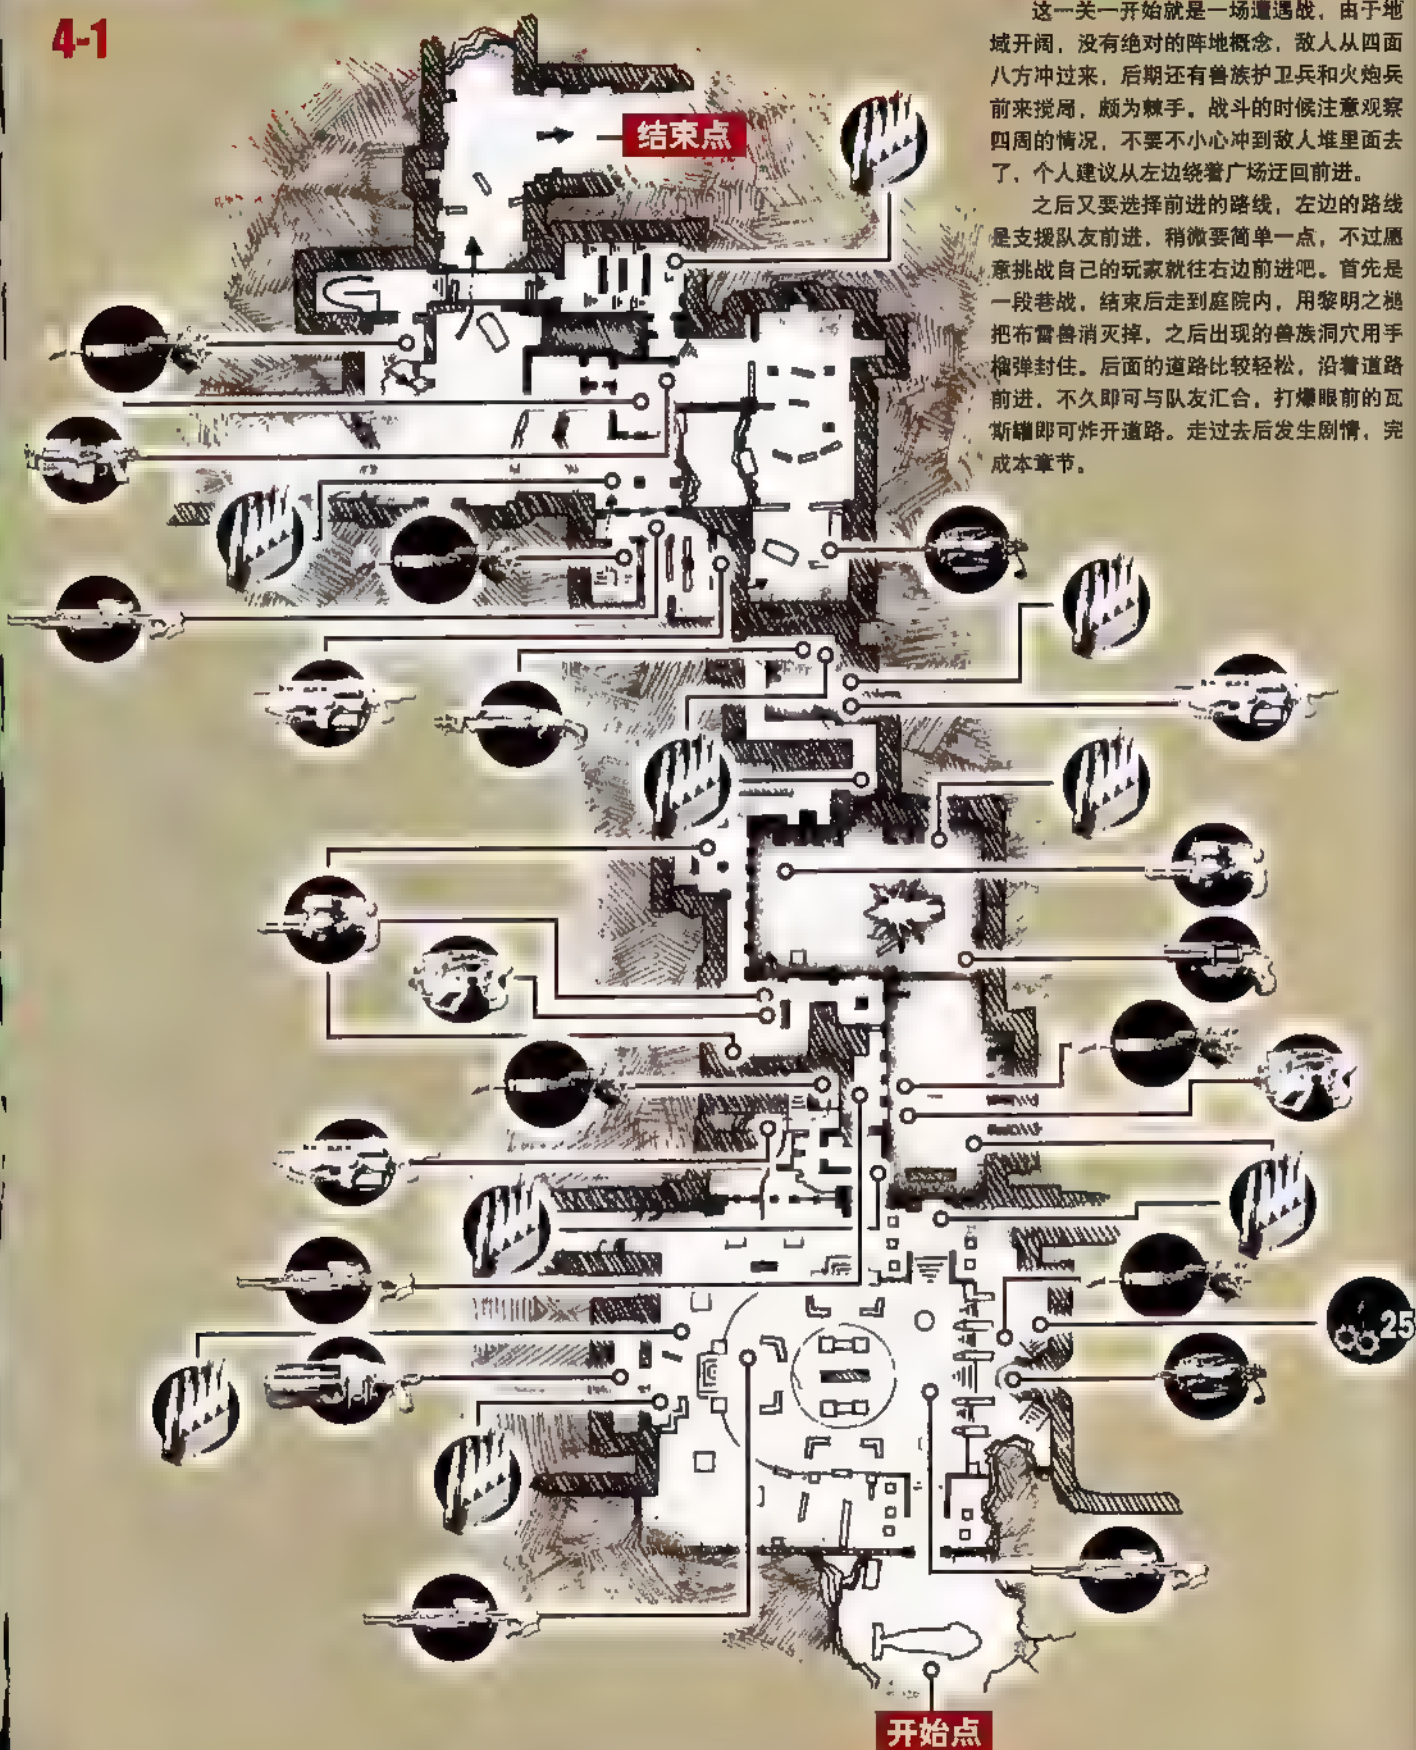 4-1
这一关一开始就是一场遭遇战，由于地
域开阔，没有绝对的阵地概念，敌人从四面
八方冲过来，后期还有兽族护卫兵和火炮兵
前来搅局，颇为棘手。战斗的时候注意观察
四周的情况，不要不小心冲到敌人堆里面去
了，个人建议从左边绕着广场迂回前进。
之后又要选择前进的路线，左边的路线
是支援队友前进，稍微要简单一点，不过愿
意挑战自己的玩家就往右边前进吧。首先是
一段巷战，结束后走到庭院内，用黎明之槌
把布雷兽消灭掉，之后出现的兽族洞穴用手
榴弹封住。后面的道路比较轻松，沿着道路
前进，不久即可与队友汇合，打爆眼前的瓦
斯罐即可炸开道路。走过去后发生剧情，完
成本章节。
结束点
25
开始点